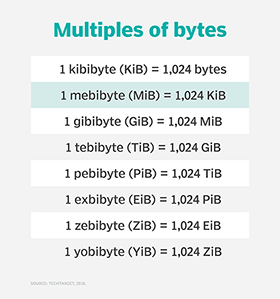 Multiples of bytes
1 kibibyte (KiB) = 1,024 bytes
1 mebibyte (MiB) = 1,024 KiB
1 gibibyte (GiB) = 1,024 MiB
1 tebibyte (TiB) = 1,024 GiB
1 pebibyte (PiB) = 1,024 TiB
1 exbibyte (EiB) = 1,024 PiB
1 zebibyte (ZiB) = 1,024 EiB
1 yobibyte (YiB) = 1,024 ZiB
SOURCE: TECHTARGET, 2018